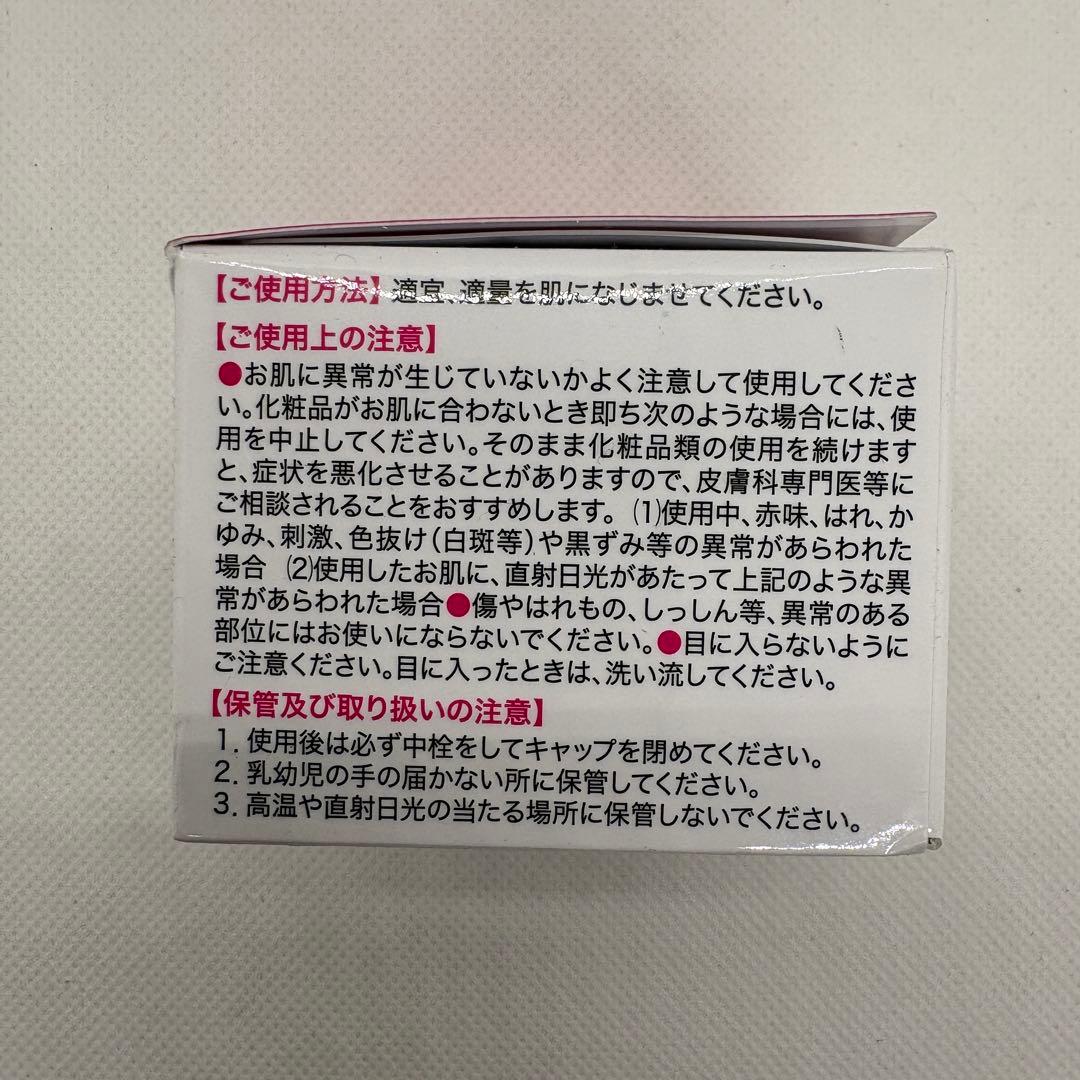 【ご使用方法】適宜、適量を肌になじませてください。
【ご使用上の注意】
●お肌に異常が生じていないかよく注意して使用してくださ
い。化粧品がお肌に合わないとき即ち次のような場合には、使
用を中止してください。そのまま化粧品類の使用を続けます
と、症状を悪化させることがありますので、皮膚科専門医等に
ご相談されることをおすすめします。 (1)使用中、赤味、はれ、か
ゆみ、刺激、色抜け(白斑等)や黒ずみ等の異常があらわれた
場合 (2)使用したお肌に、直射日光があたって上記のような異
常があらわれた場合●傷やはれもの、しっしん等、異常のある
部位にはお使いにならないでください。●目に入らないように
ご注意ください。目に入ったときは、洗い流してください。
【保管及び取り扱いの注意】
1. 使用後は必ず中栓をしてキャップを閉めてください。
2. 乳幼児の手の届かない所に保管してください。
3. 高温や直射日光の当たる場所に保管しないでください。